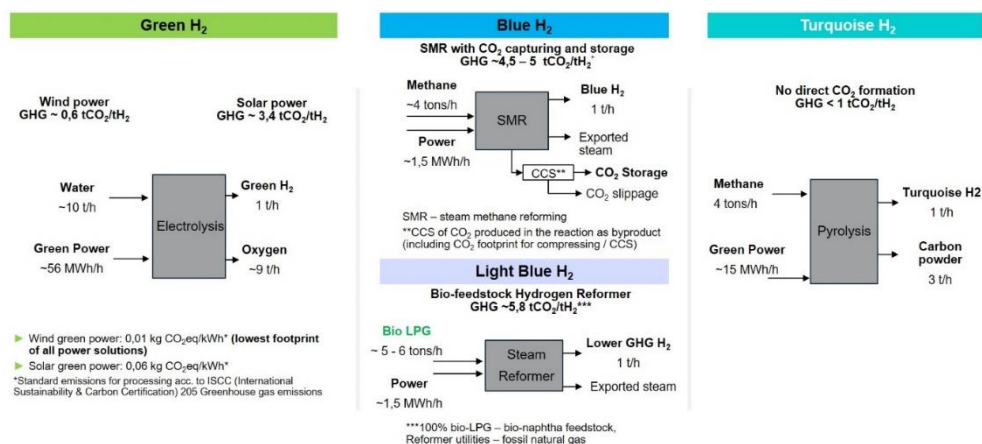 Green H₂
Wind power
GHG ~ 0,6 tCO₂/tH₂
Solar power
GHG ~ 3,4 tCO₂/tH₂
Water
~10 t/h
Green Power
~56 MWh/h
Electrolysis
Green H₂
1 t/h
Oxygen
~9 t/h
► Wind green power: 0,01 kg CO₂eq/kWh* (lowest footprint
of all power solutions)
► Solar green power: 0,06 kg CO₂eq/kWh*
*Standard emissions for processing acc. to ISCC (International
Sustainability & Carbon Certification) 205 Greenhouse gas emissions
Blue H₂
SMR with CO₂ capturing and storage
GHG ~4,5 – 5 tCO₂/tH₂*
Methane
~4 tons/h
Power
~1,5 MWh/h
SMR
Blue H₂
1 t/h
Exported
steam
CCS**
CO₂ Storage
CO₂ slippage
SMR – steam methane reforming
**CCS of CO₂ produced in the reaction as byproduct
(including CO₂ footprint for compressing / CCS)
Light Blue H₂
Bio-feedstock Hydrogen Reformer
GHG ~5,8 tCO₂/tH₂***
Bio LPG
~ 5 - 6 tons/h
Power
~1,5 MWh/h
Steam
Reformer
Lower GHG H₂
1 t/h
Exported steam
***100% bio-LPG – bio-naphtha feedstock,
Reformer utilities – fossil natural gas
Turquoise H₂
No direct CO₂ formation
GHG < 1 tCO₂/tH₂
Methane
4 tons/h
Green Power
~15 MWh/h
Pyrolysis
Turquoise H2
1 t/h
Carbon
powder
3 t/h